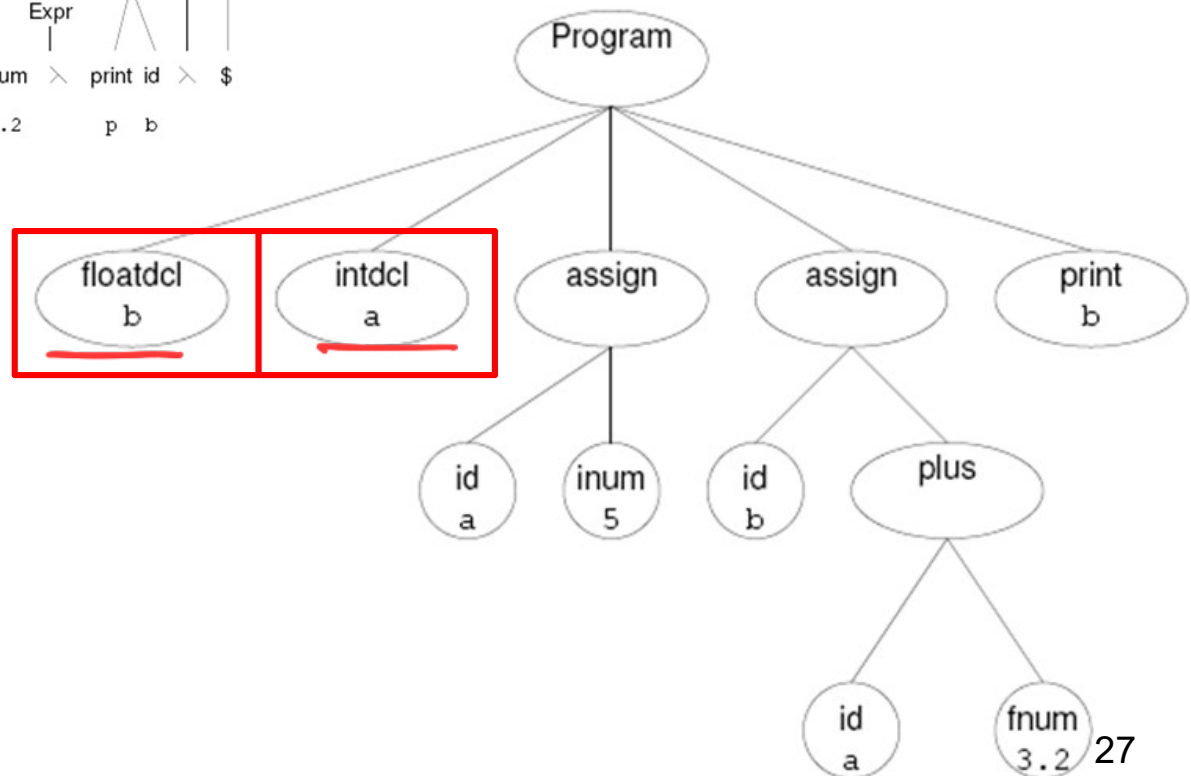 Expr
um λ print id λ $
.2 p b
Program
floatdcl intdcl assign assign print
b a b
id inum id plus
a 5 b
id fnum
a 3.2
27